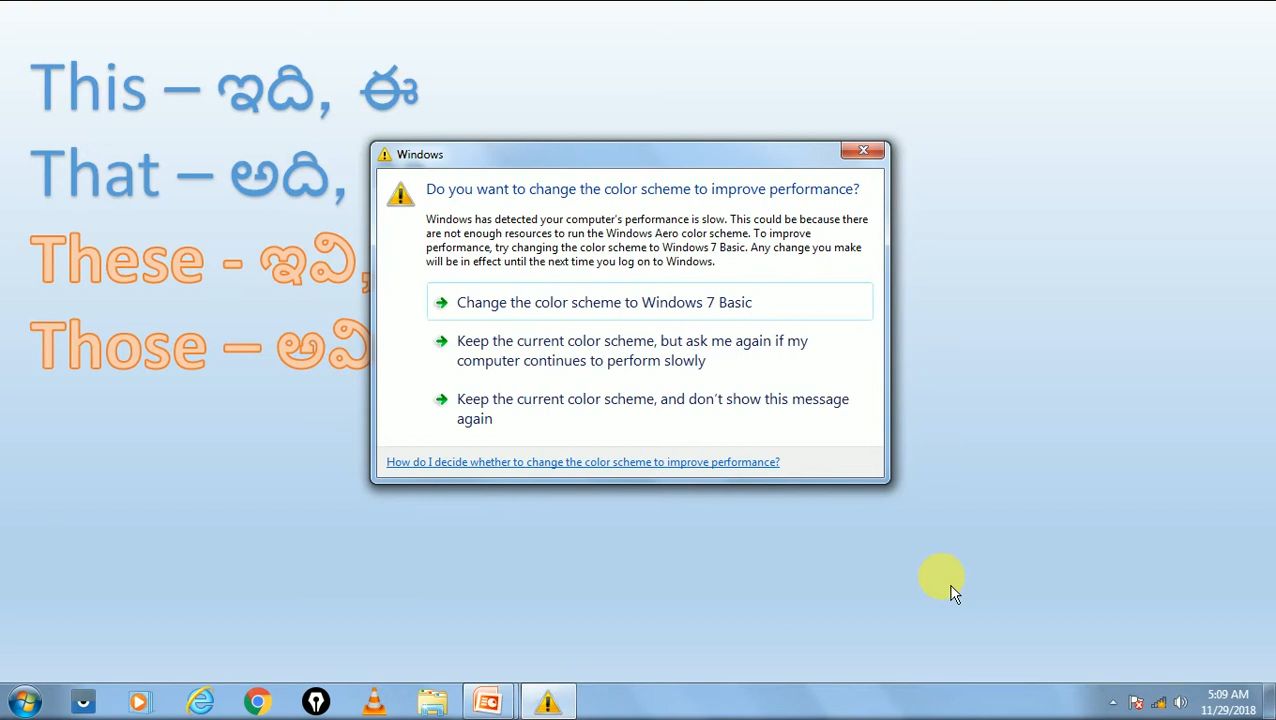 This – ఇది, ఈ
That – అది,
These - ఇవి,
Those – అవి
Windows
Do you want to change the color scheme to improve performance?
Windows has detected your computer's performance is slow. This could be because there
are not enough resources to run the Windows Aero color scheme. To improve
performance, try changing the color scheme to Windows 7 Basic. Any change you make
will be in effect until the next time you log on to Windows.
Change the color scheme to Windows 7 Basic
Keep the current color scheme, but ask me again if my
computer continues to perform slowly
Keep the current color scheme, and don't show this message
again
How do I decide whether to change the color scheme to improve performance?
5:09 AM
11/29/2018